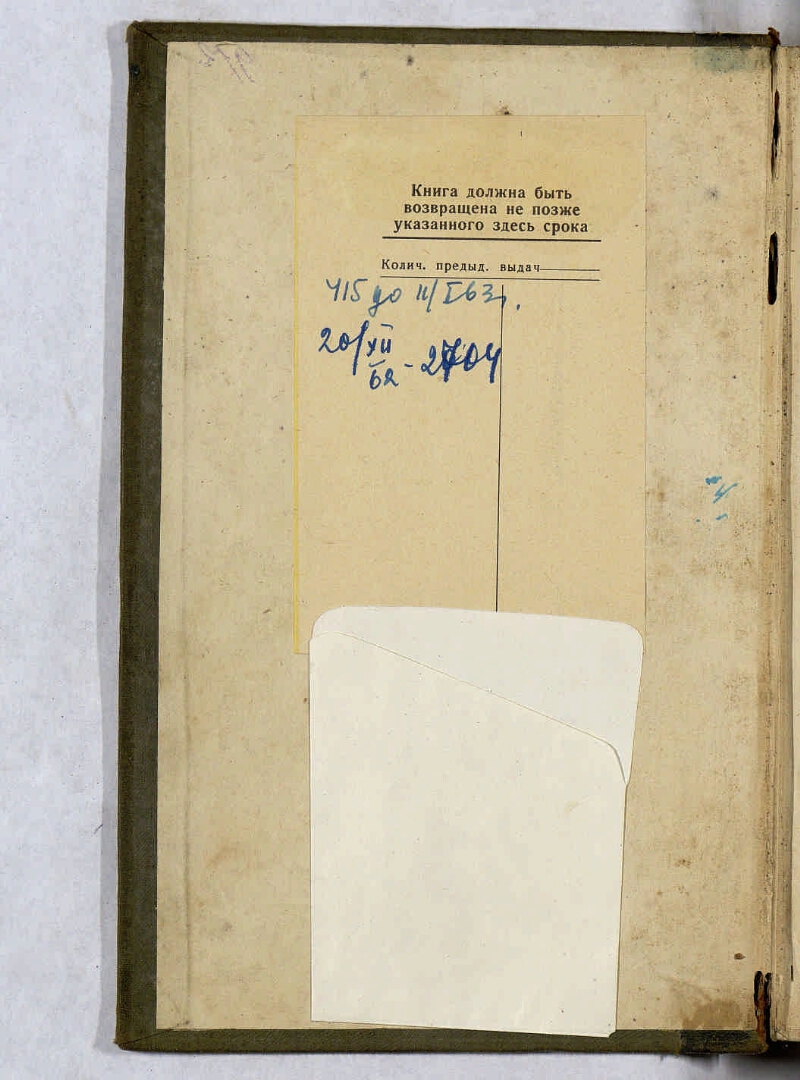 Книга должна быть
возвращена не позже
указанного здесь срока
Колич. предыд. выдач
415 до 11/I 63г.
20/XII
62 - 2704